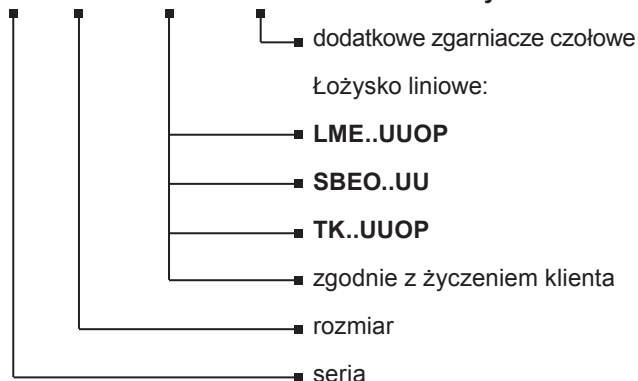 dodatkowe zgarniacze czołowe
Łożysko liniowe:
LME..UUOP
SBEO..UU
TK..UUOP
zgodnie z życzeniem klienta
rozmiar
seria